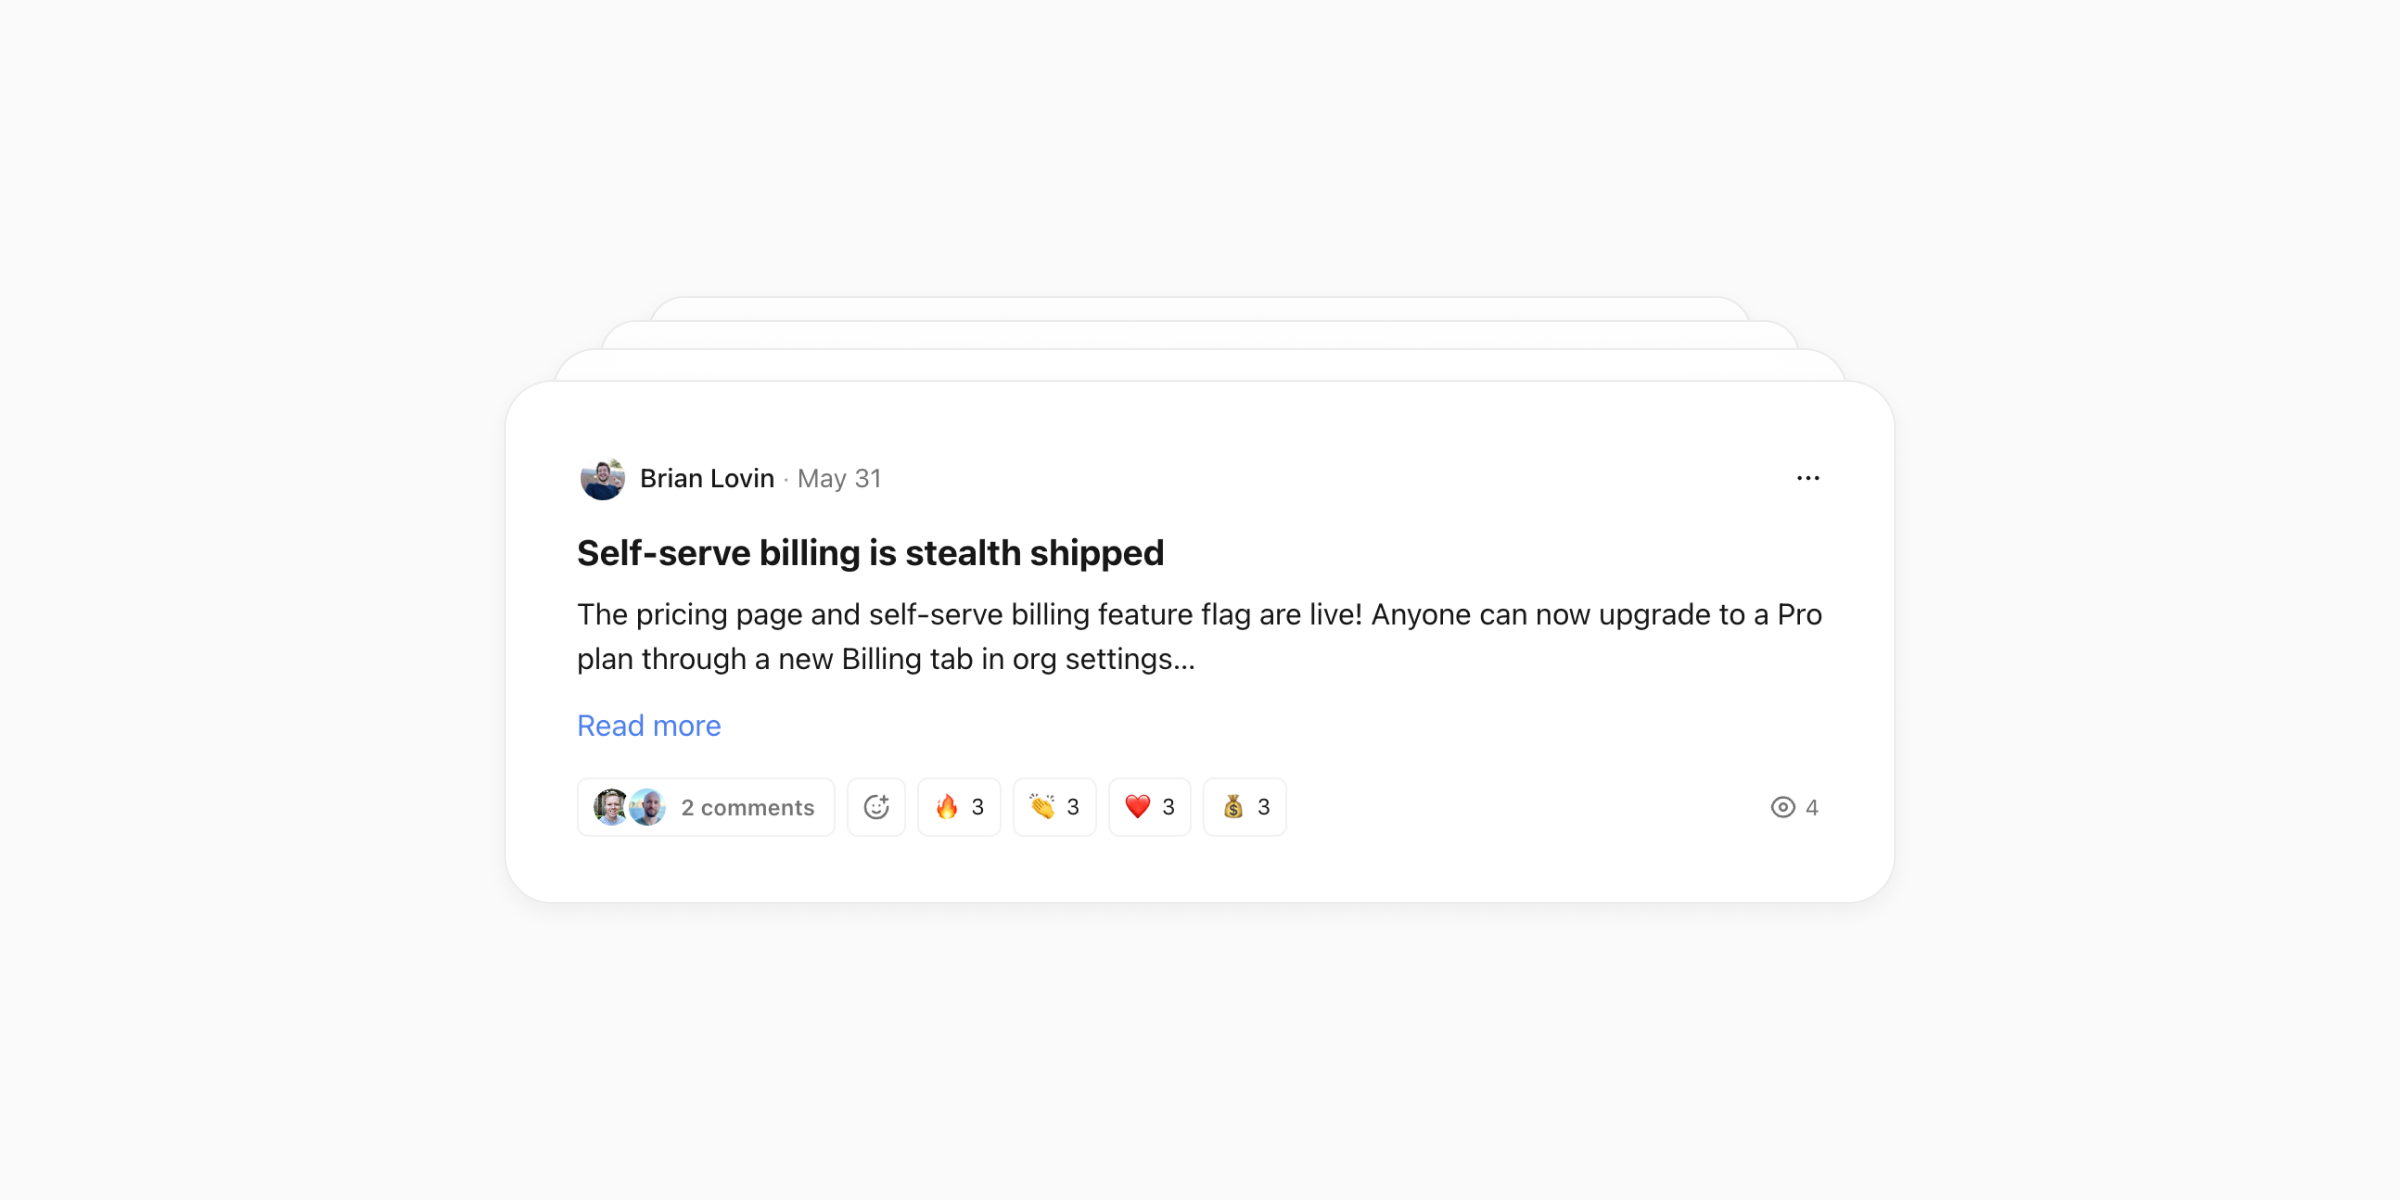 Brian Lovin · May 31
Self-serve billing is stealth shipped
The pricing page and self-serve billing feature flag are live! Anyone can now upgrade to a Pro
plan through a new Billing tab in org settings...
Read more
2 comments 🔥 3 👏 3 ❤️ 3 💰 3 4